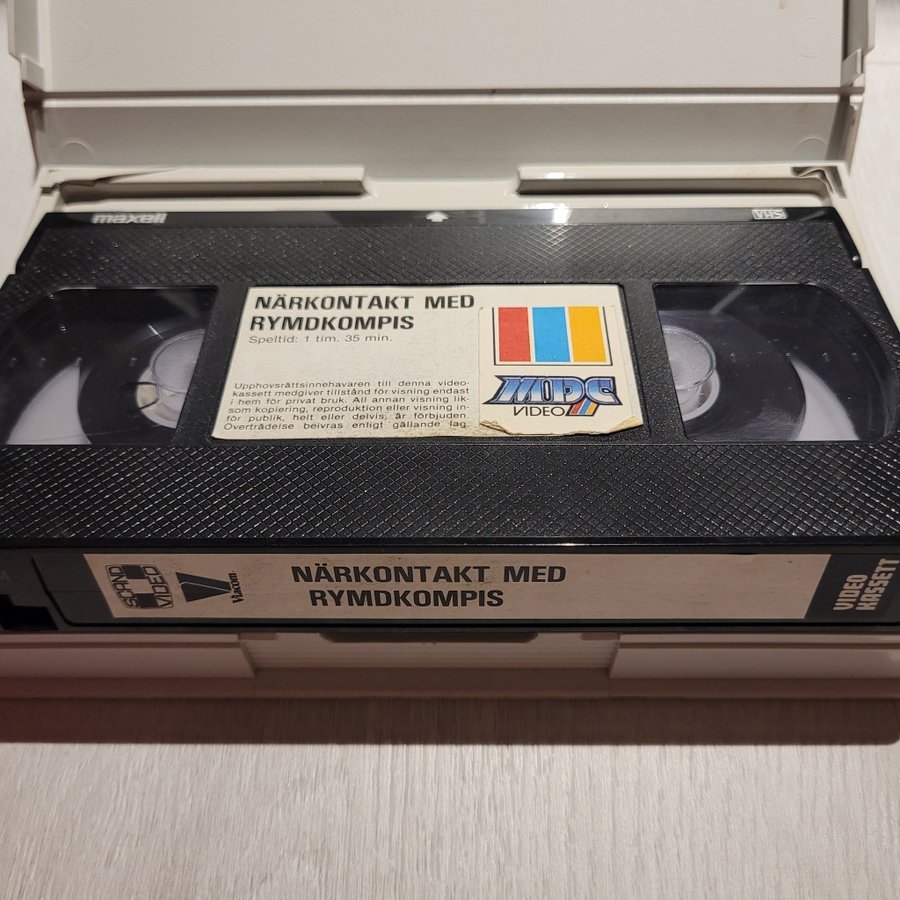 maxell
VHS
NÄRKONTAKT MED
RYMDKOMPIS
Speltid: 1 tim. 35 min.
Upphovsrättsinnehavaren till denna video-
kassett medgiver tillstånd för visning endast
i hem för privat bruk. All annan visning lik-
som kopiering, reproduktion eller visning in-
för publik, helt eller delvis, är förbjuden.
Överträdelse beivras enligt gällande lag.
MDC
VIDEO
SCAND
VIDEO
Viacom
NÄRKONTAKT MED
RYMDKOMPIS
VIDEO
KASSETT